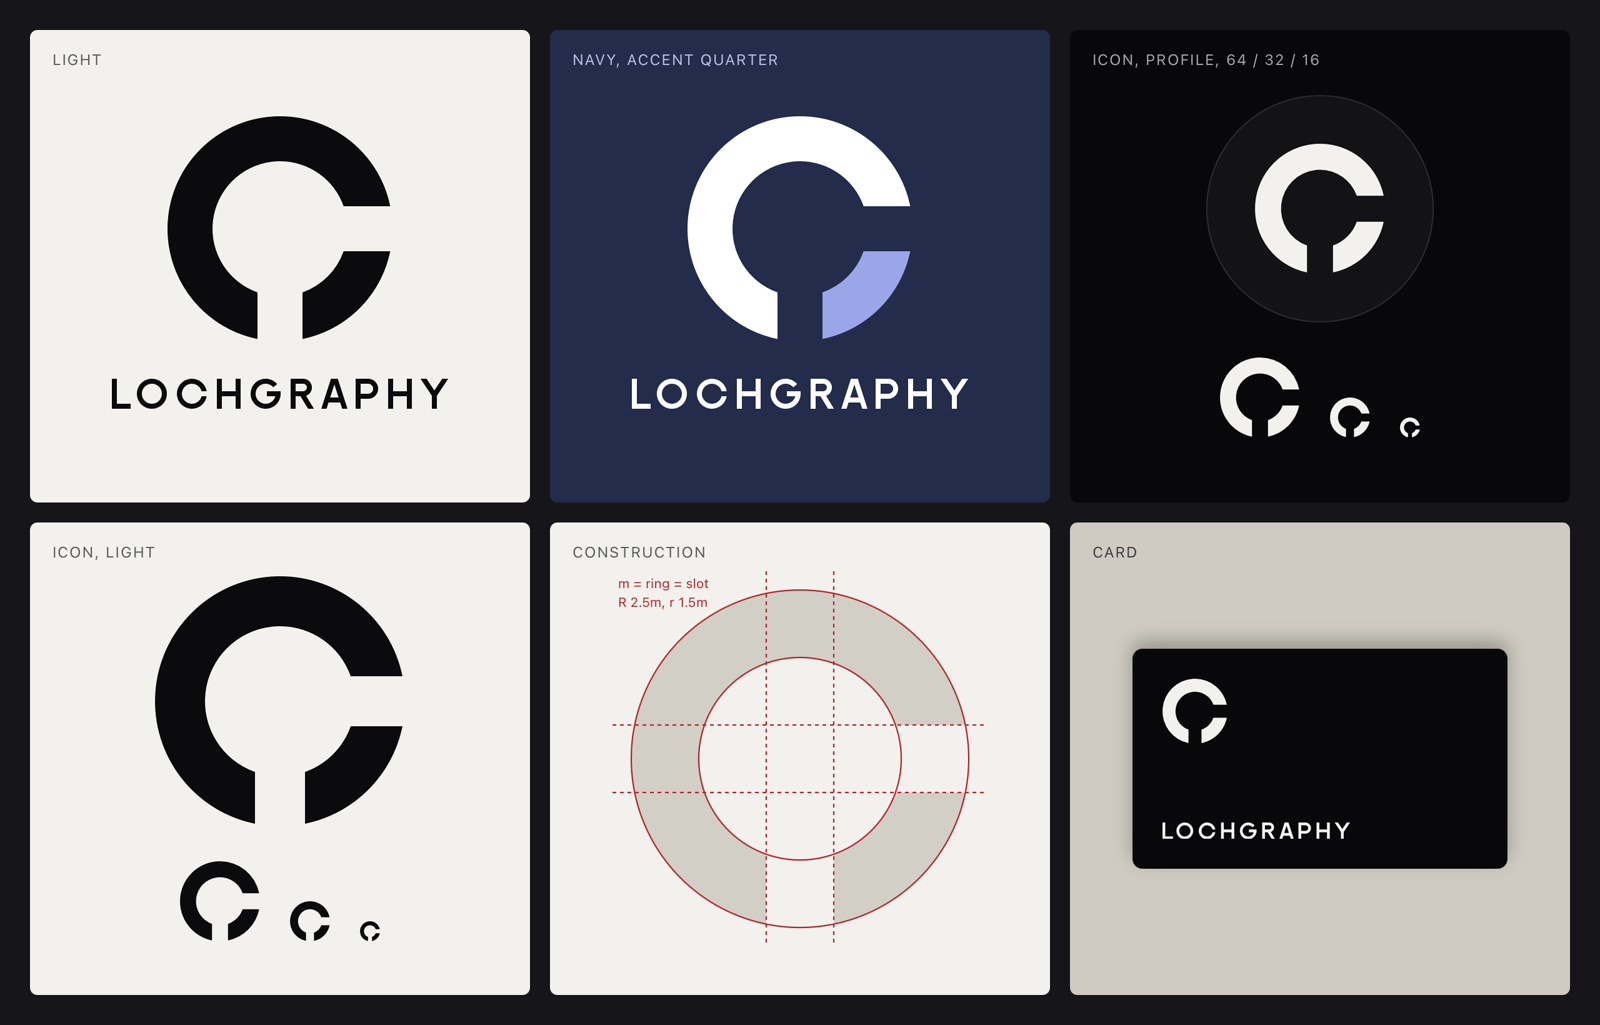 LIGHT
LOCHGRAPHY
NAVY, ACCENT QUARTER
LOCHGRAPHY
ICON, PROFILE, 64 / 32 / 16
ICON, LIGHT
CONSTRUCTION
m = ring = slot
R 2.5m, r 1.5m
CARD
LOCHGRAPHY